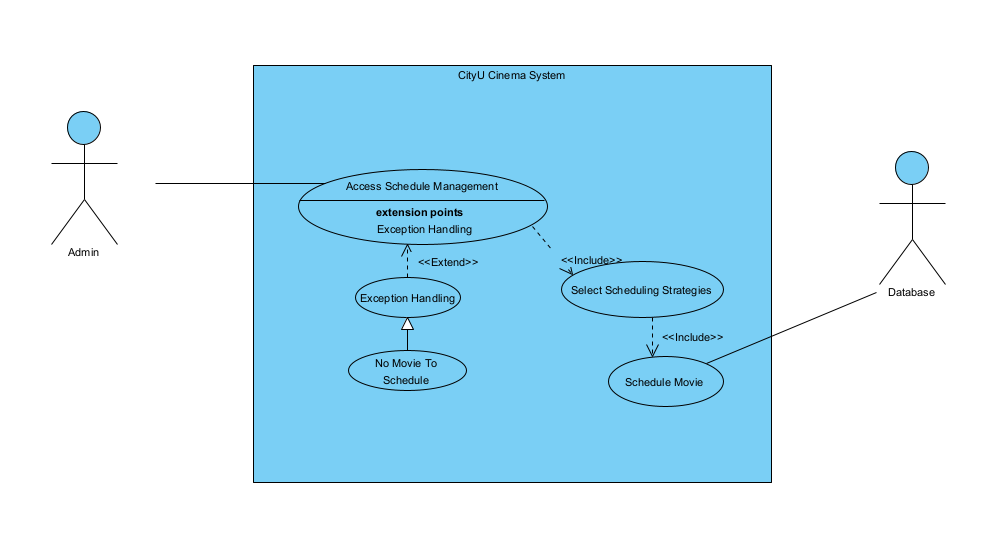 CityU Cinema System
Access Schedule Management
extension points
Exception Handling
Admin
<<Extend>>
<<Include>>
Select Scheduling Strategies
Database
Exception Handling
<<Include>>
No Movie To
Schedule
Schedule Movie